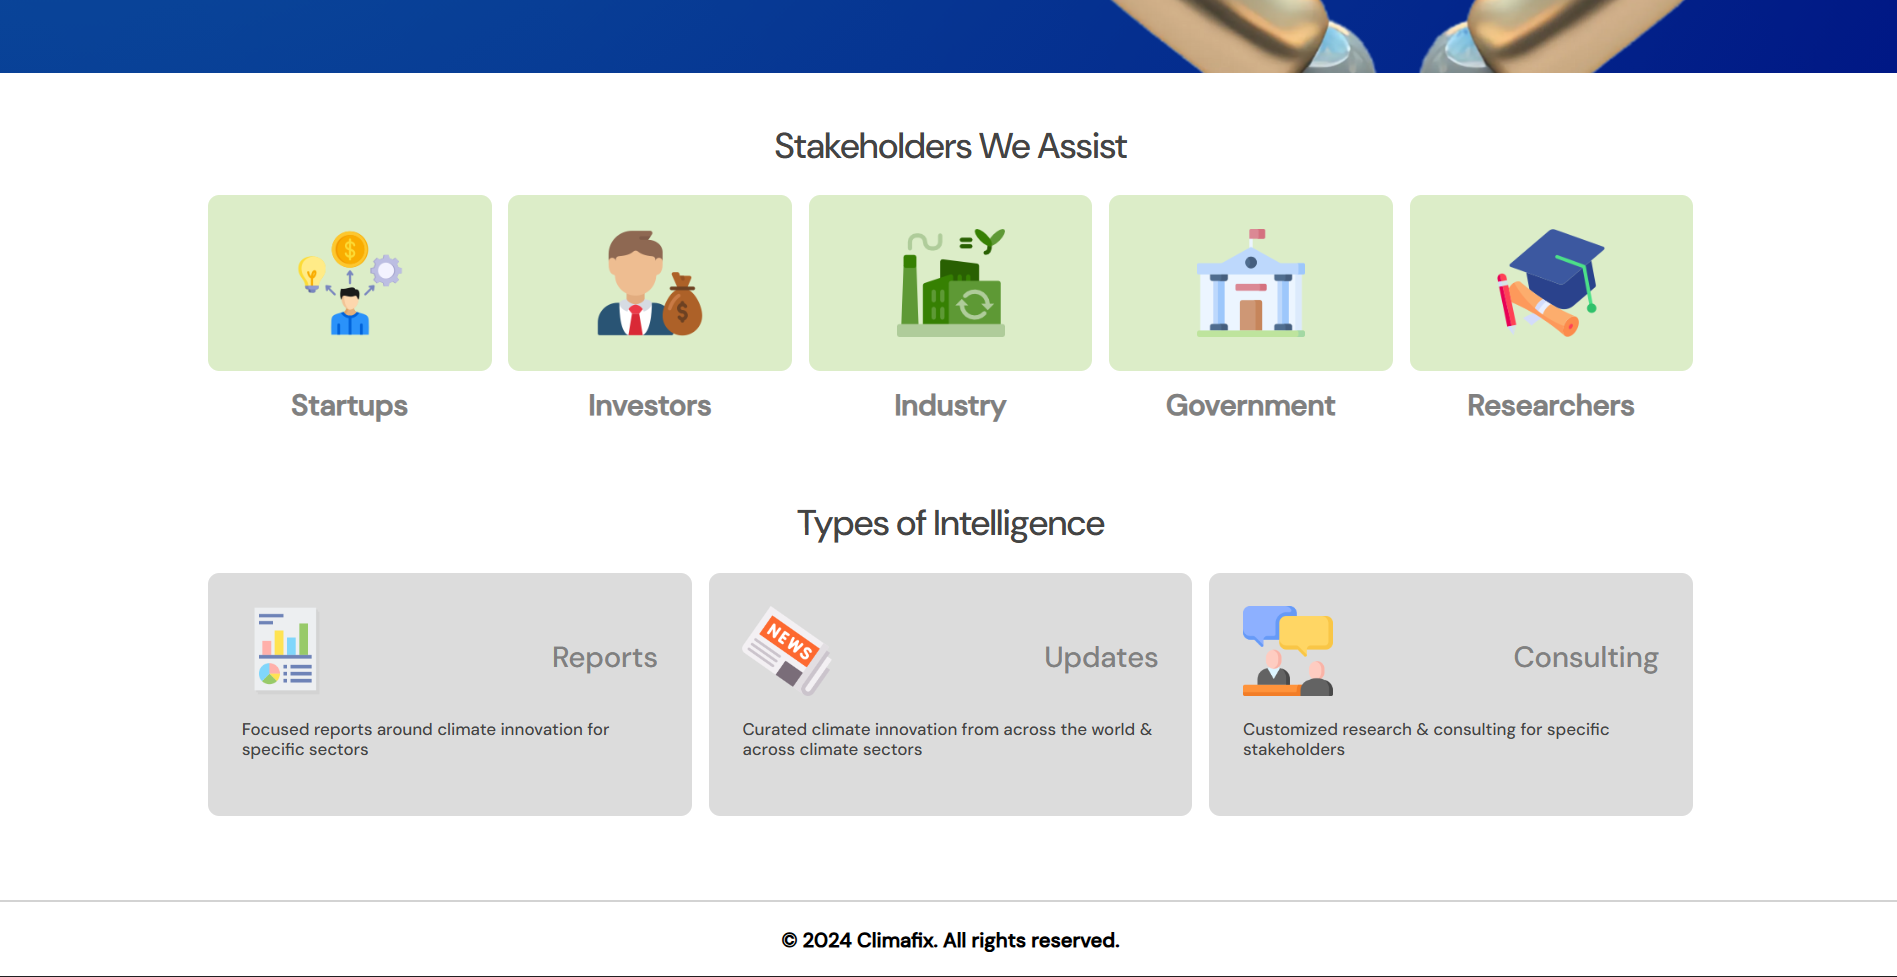 Stakeholders We Assist
Startups
Investors
Industry
Government
Researchers
Types of Intelligence
Reports
Focused reports around climate innovation for
specific sectors
NEWS
Updates
Curated climate innovation from across the world &
across climate sectors
Consulting
Customized research & consulting for specific
stakeholders
© 2024 Climafix. All rights reserved.